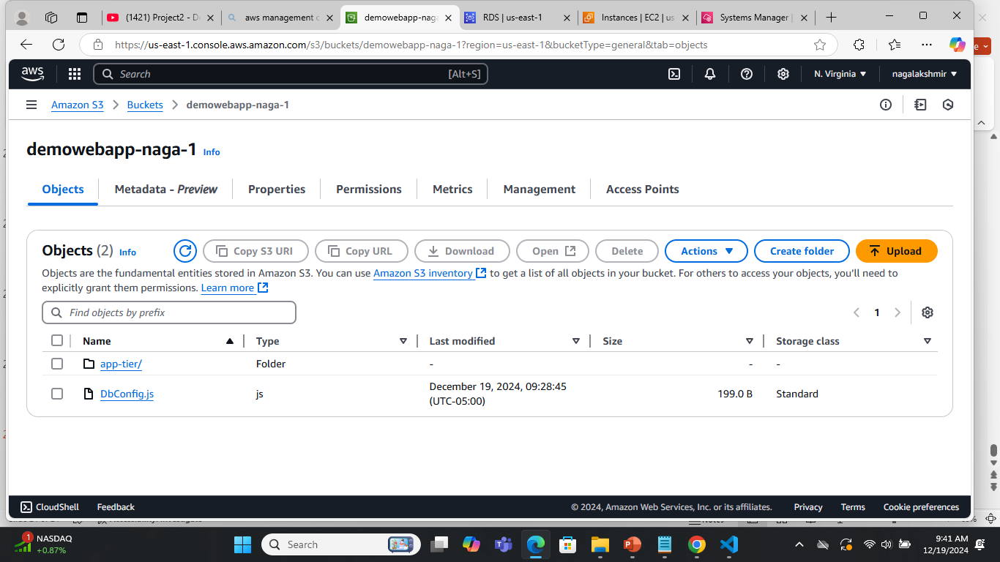 (1421) Project2 - De
aws management c
demowebapp-naga
RDS | us-east-1
Instances | EC2 | us
Systems Manager |
https://us-east-1.console.aws.amazon.com/s3/buckets/demowebapp-naga-1?region=us-east-1&bucketType=general&tab=objects
aws
Search
[Alt+S]
N. Virginia
nagalakshmir
Amazon S3
Buckets
demowebapp-naga-1
demowebapp-naga-1 Info
Objects
Metadata - Preview
Properties
Permissions
Metrics
Management
Access Points
Objects (2) Info
Copy S3 URI
Copy URL
Download
Open
Delete
Actions
Create folder
Upload
Objects are the fundamental entities stored in Amazon S3. You can use Amazon S3 inventory to get a list of all objects in your bucket. For others to access your objects, you'll need to
explicitly grant them permissions. Learn more
Find objects by prefix
1
Name
Type
Last modified
Size
Storage class
app-tier/
Folder
-
-
-
DbConfig.js
js
December 19, 2024, 09:28:45
(UTC-05:00)
199.0 B
Standard
CloudShell
Feedback
© 2024, Amazon Web Services, Inc. or its affiliates.
Privacy
Terms
Cookie preferences
1
NASDAQ
+0.87%
Search
9:41 AM
12/19/2024